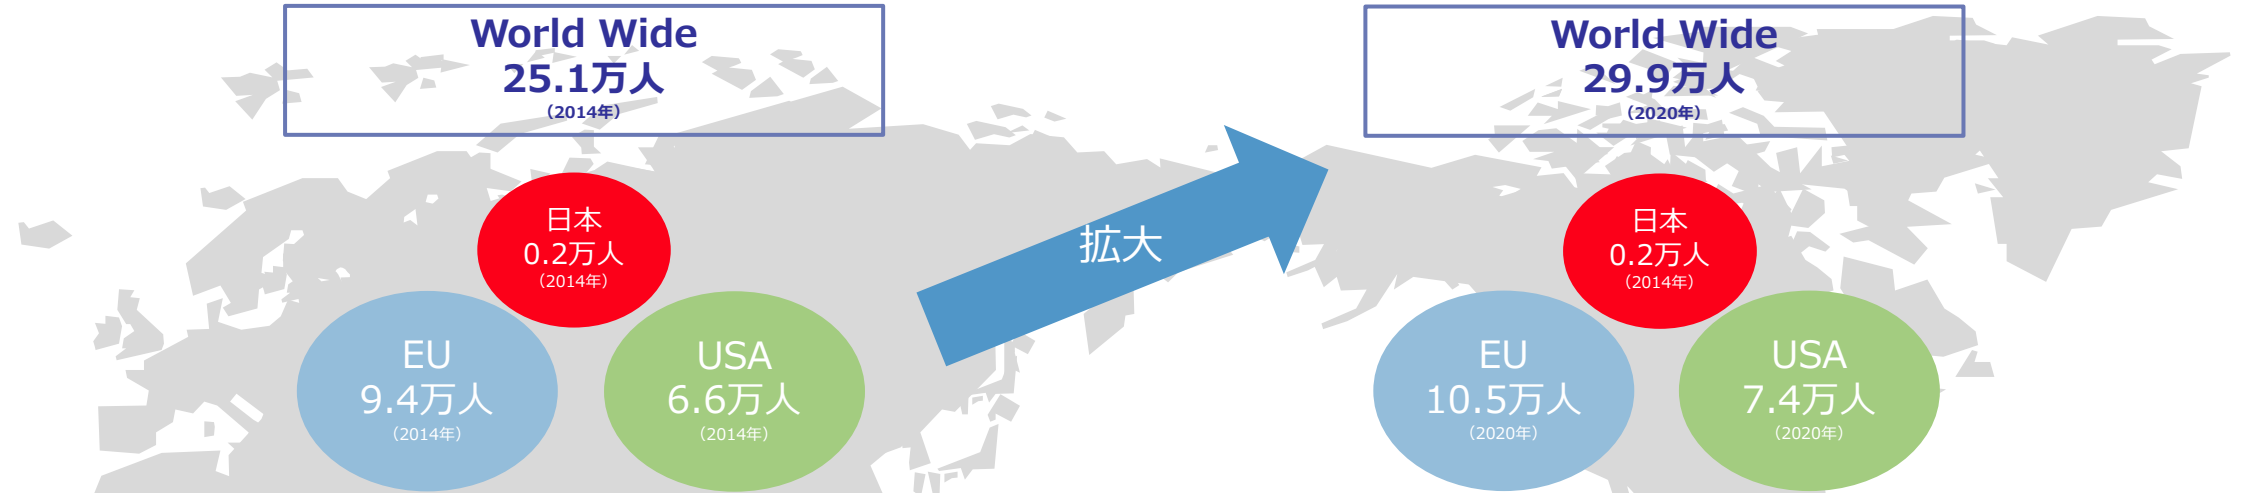 World Wide
25.1万人
（2014年）
日本
0.2万人
（2014年）
EU
9.4万人
（2014年）
USA
6.6万人
（2014年）
拡大
World Wide
29.9万人
（2020年）
日本
0.2万人
（2014年）
EU
10.5万人
（2020年）
USA
7.4万人
（2020年）